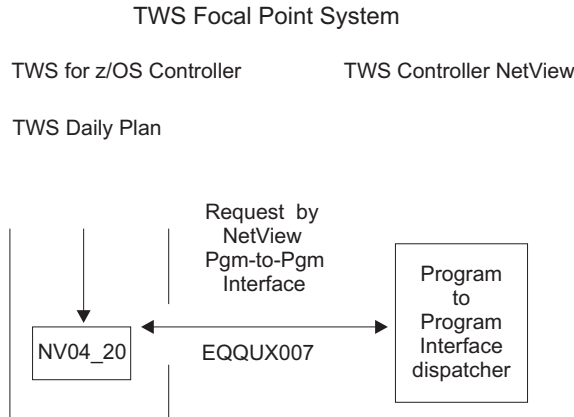 TWS Focal Point System
TWS for z/OS Controller
TWS Controller NetView
TWS Daily Plan
Request by
NetView
Pgm-to-Pgm
Interface
Program
to
Program
Interface
dispatcher
NV04_20
EQQUX007